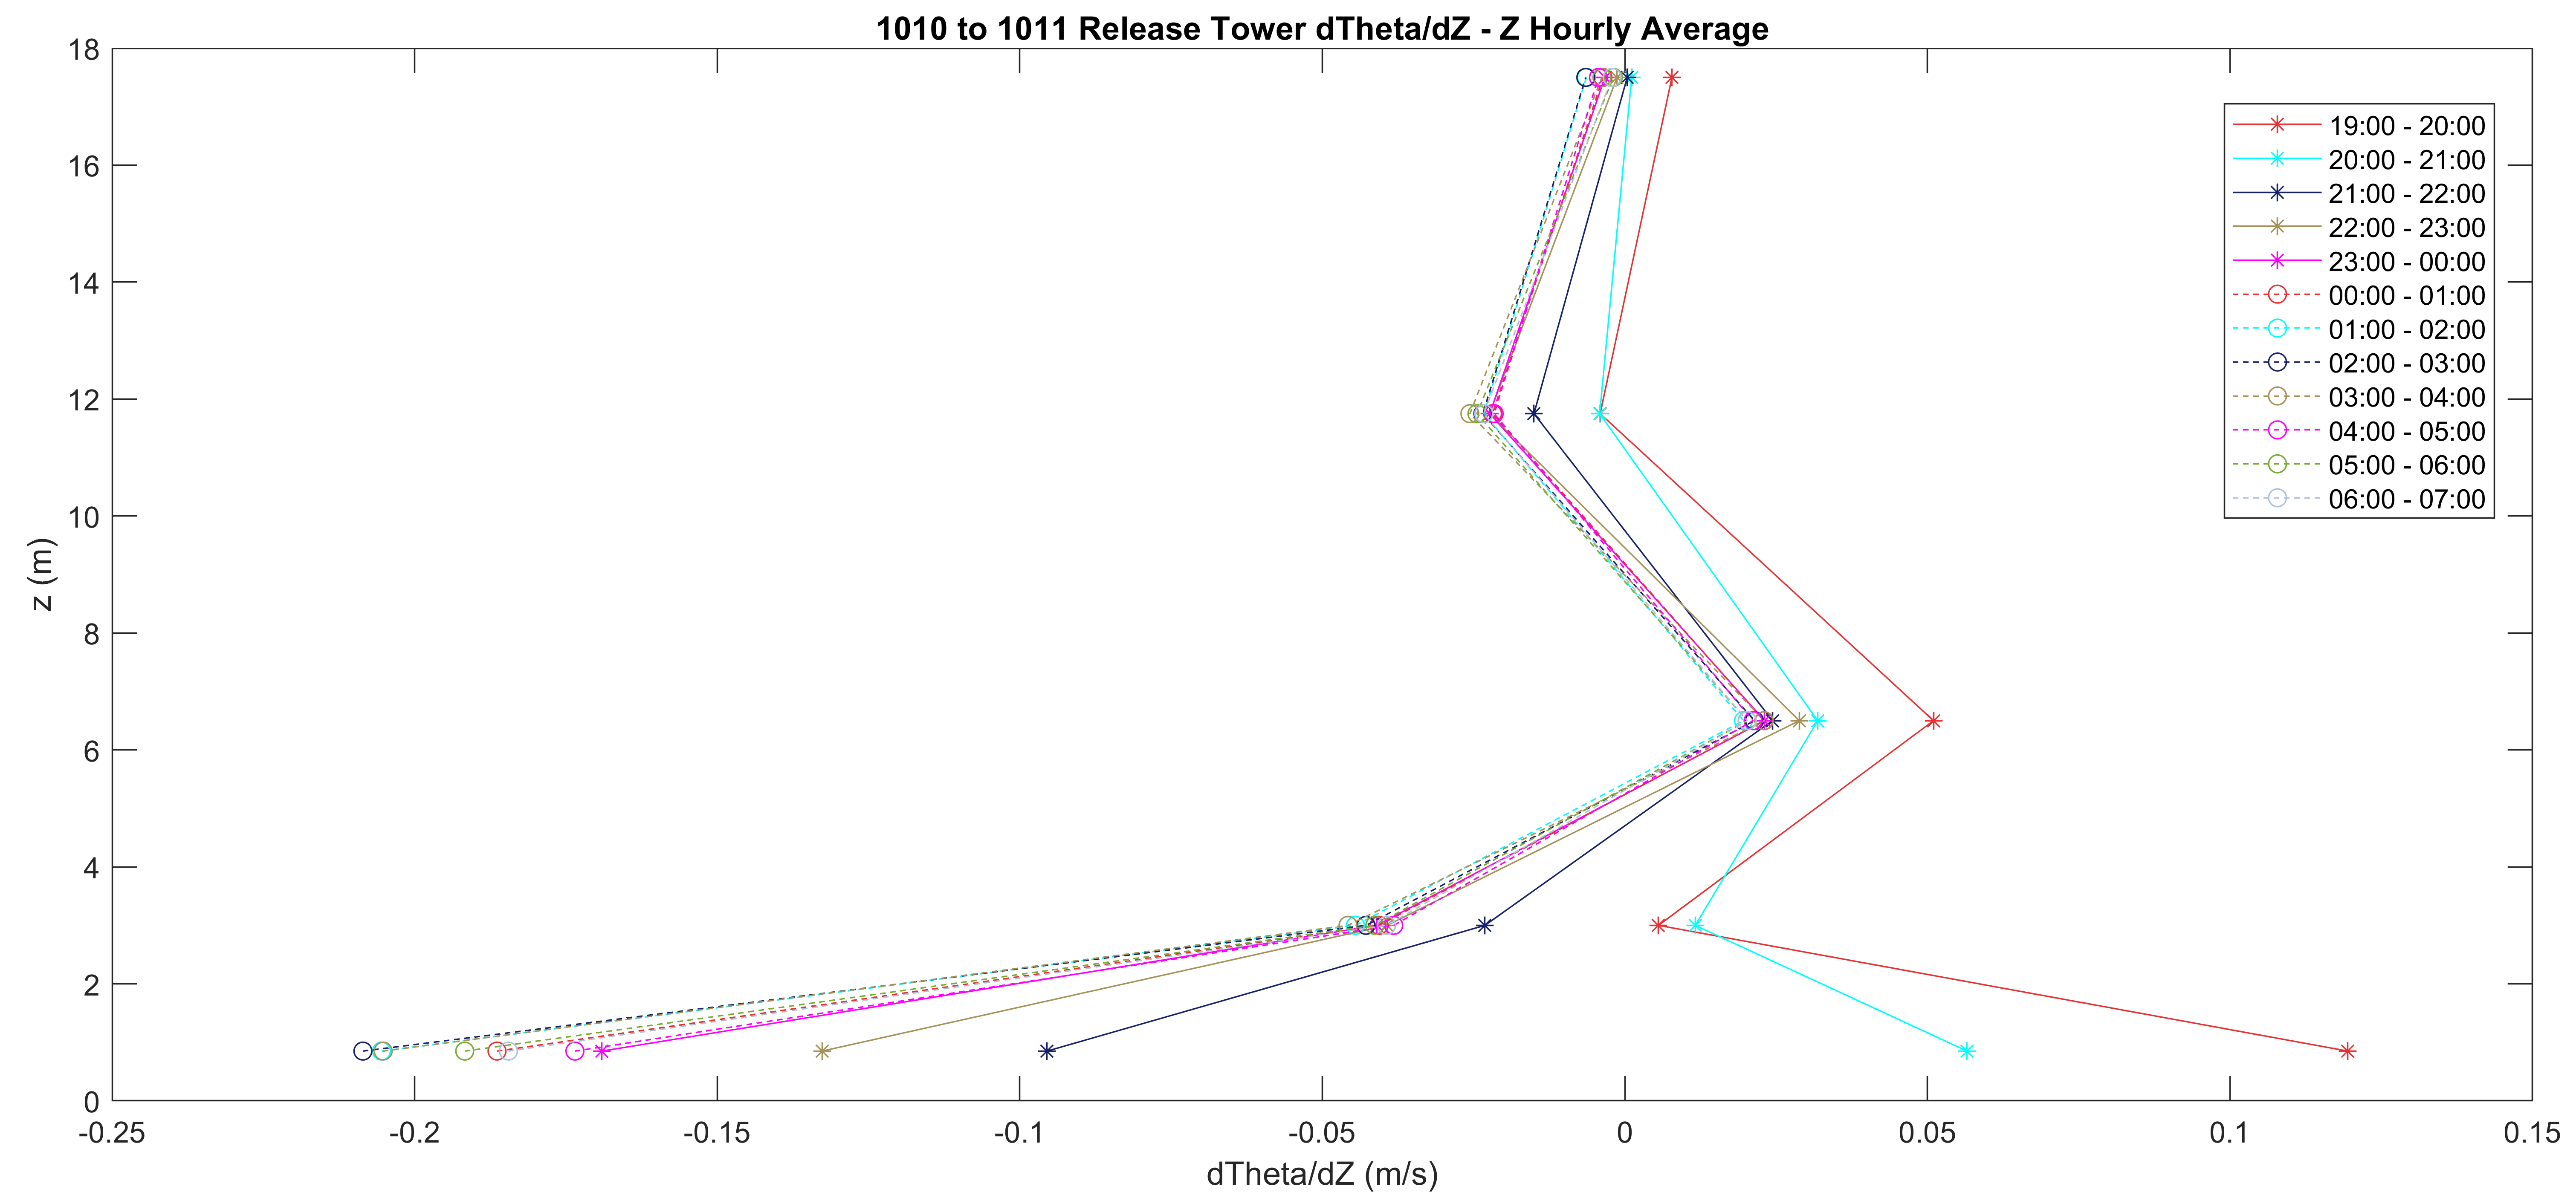 1010 to 1011 Release Tower dTheta/dZ - Z Hourly Average
18
16
14
12
10
8
6
4
2
0
z (m)
19:00 - 20:00
20:00 - 21:00
21:00 - 22:00
22:00 - 23:00
23:00 - 00:00
00:00 - 01:00
01:00 - 02:00
02:00 - 03:00
03:00 - 04:00
04:00 - 05:00
05:00 - 06:00
06:00 - 07:00
-0.25 -0.2 -0.15 -0.1 -0.05 0 0.05 0.1 0.15
dTheta/dZ (m/s)